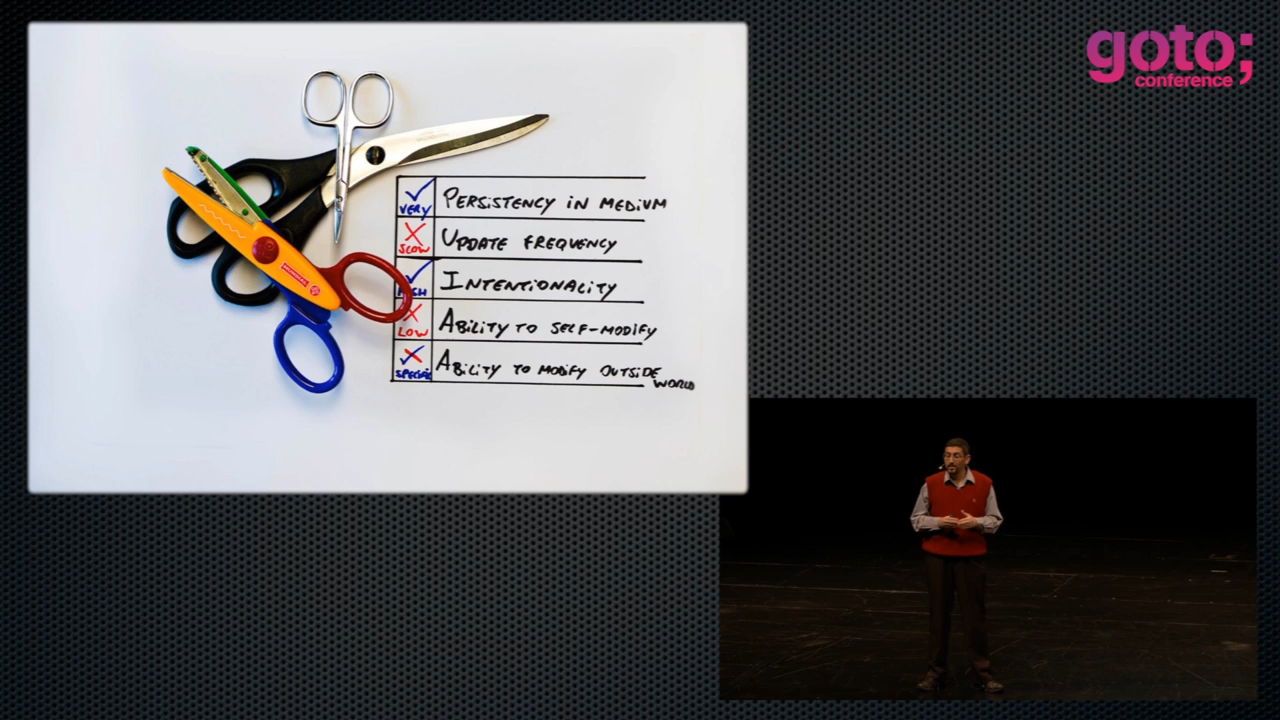 goto;
conference
VERY PERSISTENCY IN MEDIUM
SLOW UPDATE FREQUENCY
INTENTIONALITY
LOW ABILITY TO SELF-MODIFY
ABILITY TO MODIFY OUTSIDE
WORLD